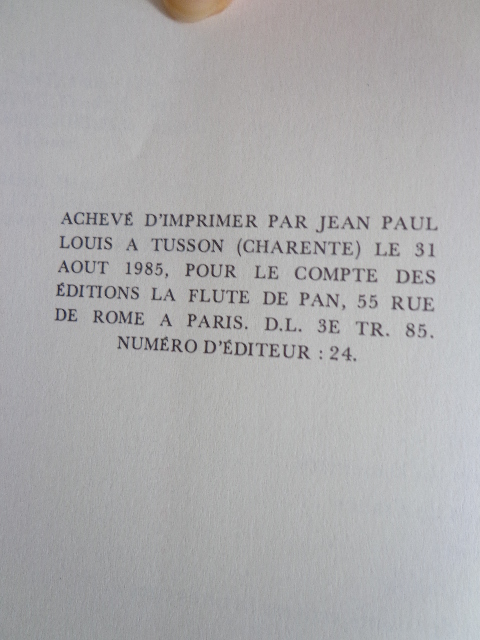 ACHEVÉ D'IMPRIMER PAR JEAN PAUL
LOUIS A TUSSON (CHARENTE) LE 31
AOUT 1985, POUR LE COMPTE DES
ÉDITIONS LA FLUTE DE PAN, 55 RUE
DE ROME A PARIS. D.L. 3E TR. 85.
NUMÉRO D'ÉDITEUR : 24.